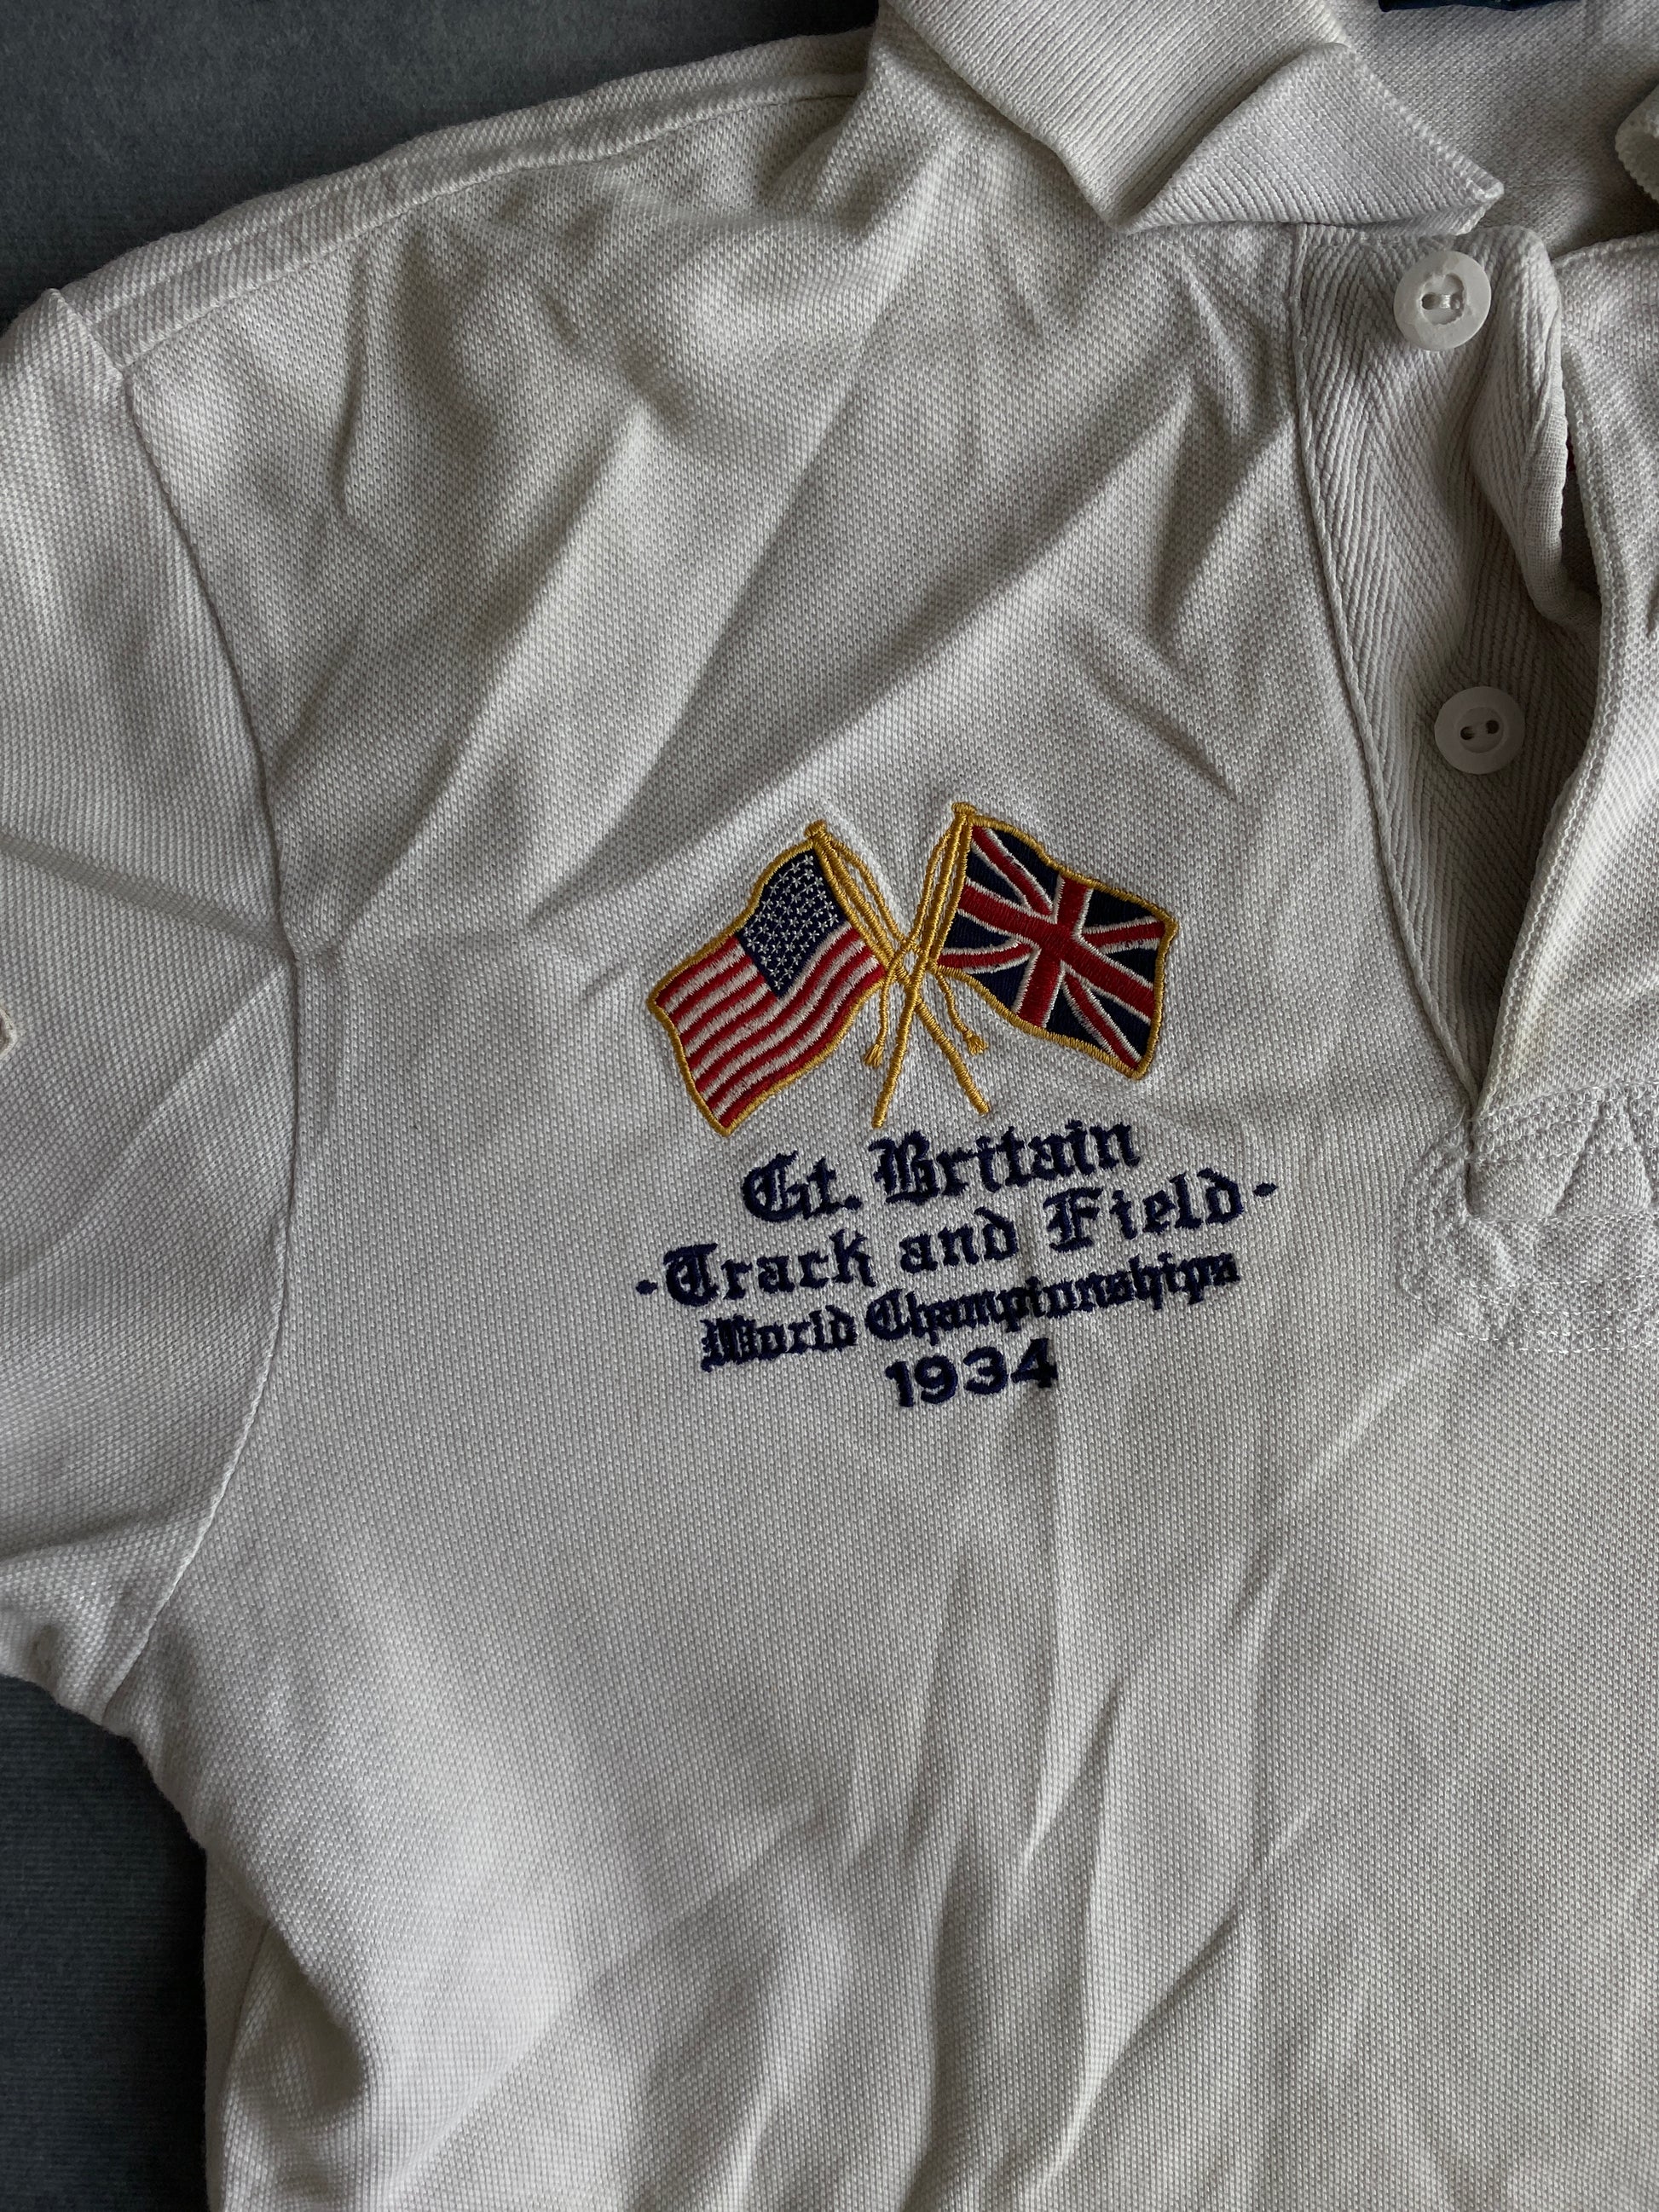 Gt. Britain
-Track and Field-
World Championships
1934